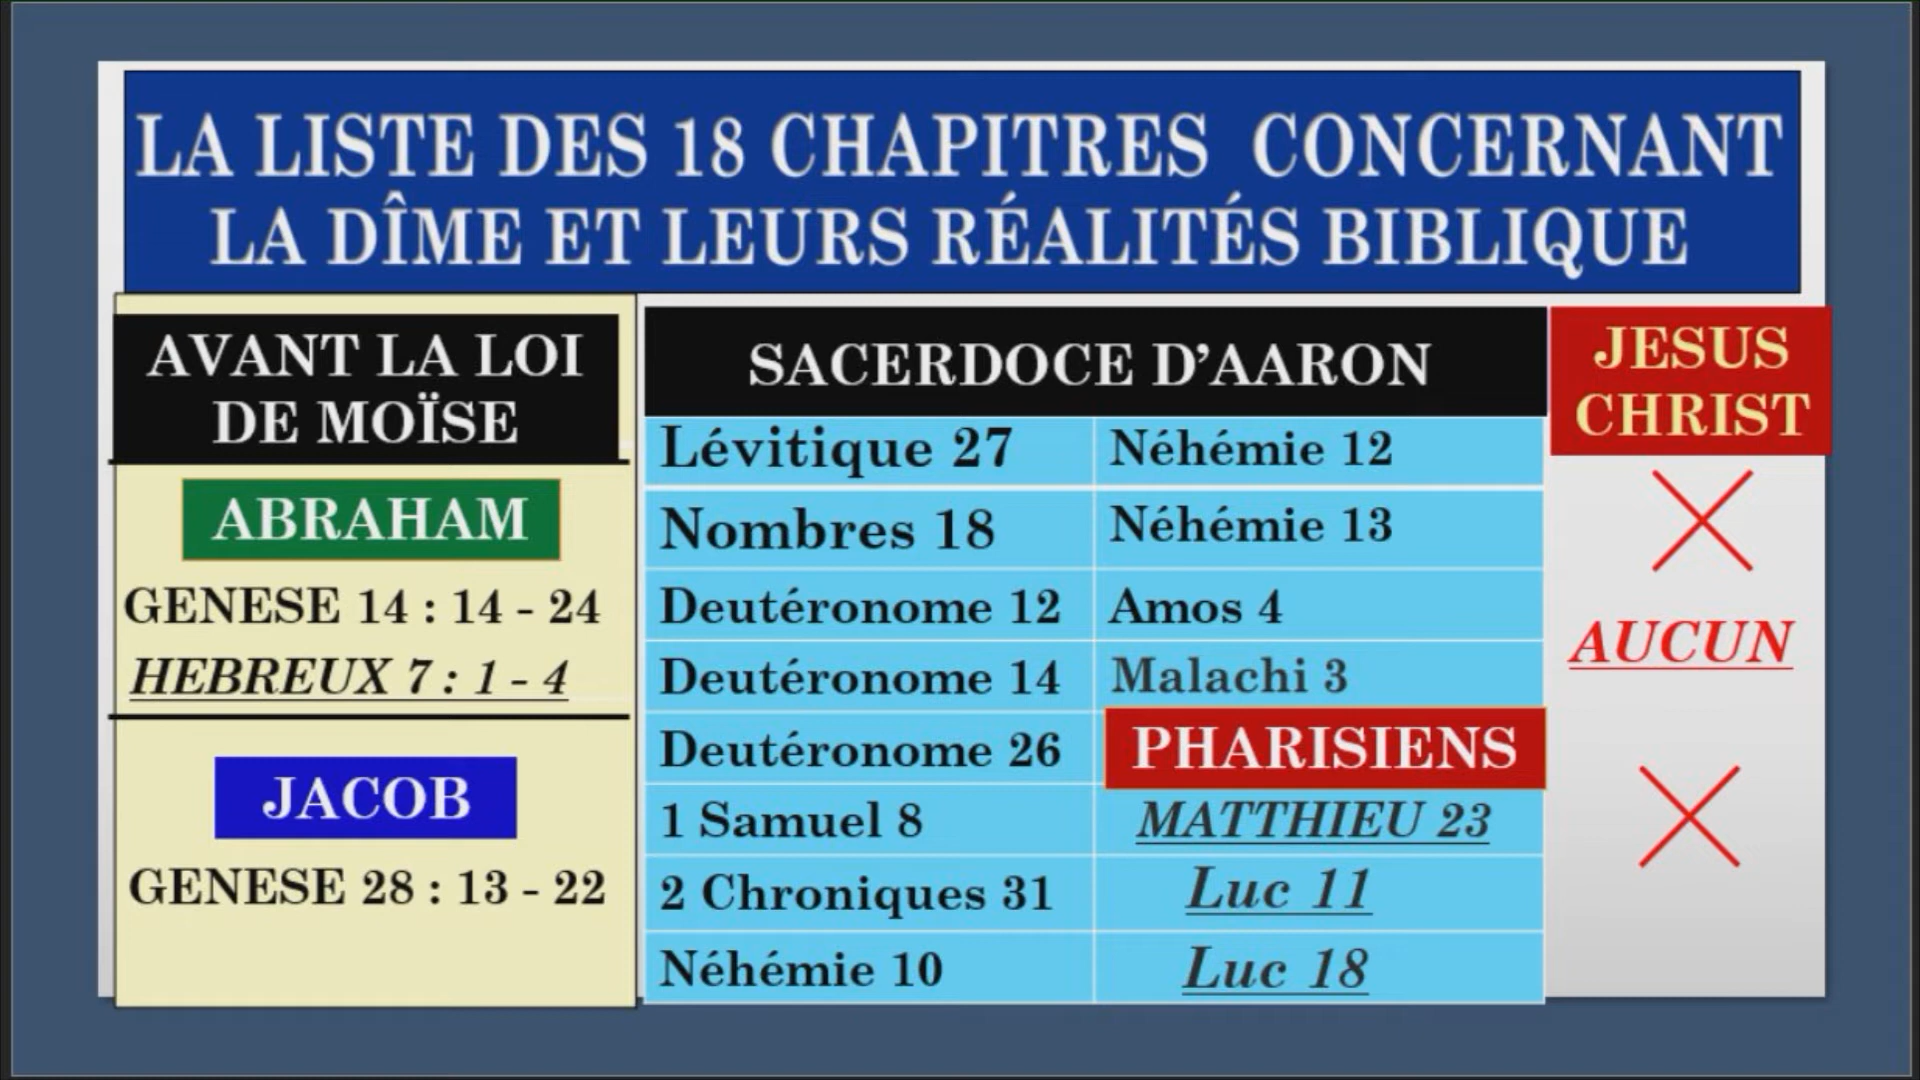 LA LISTE DES 18 CHAPITRES CONCERNANT
LA DÎME ET LEURS RÉALITÉS BIBLIQUE
AVANT LA LOI
DE MOÏSE
ABRAHAM
GENESE 14 : 14 - 24
HEBREUX 7 : 1 - 4
JACOB
GENESE 28 : 13 - 22
SACERDOCE D’AARON
Lévitique 27
Nombres 18
Deutéronome 12
Deutéronome 14
Deutéronome 26
1 Samuel 8
2 Chroniques 31
Néhémie 10
Néhémie 12
Néhémie 13
Amos 4
Malachi 3
PHARISIENS
MATTHIEU 23
Luc 11
Luc 18
JESUS
CHRIST
AUCUN